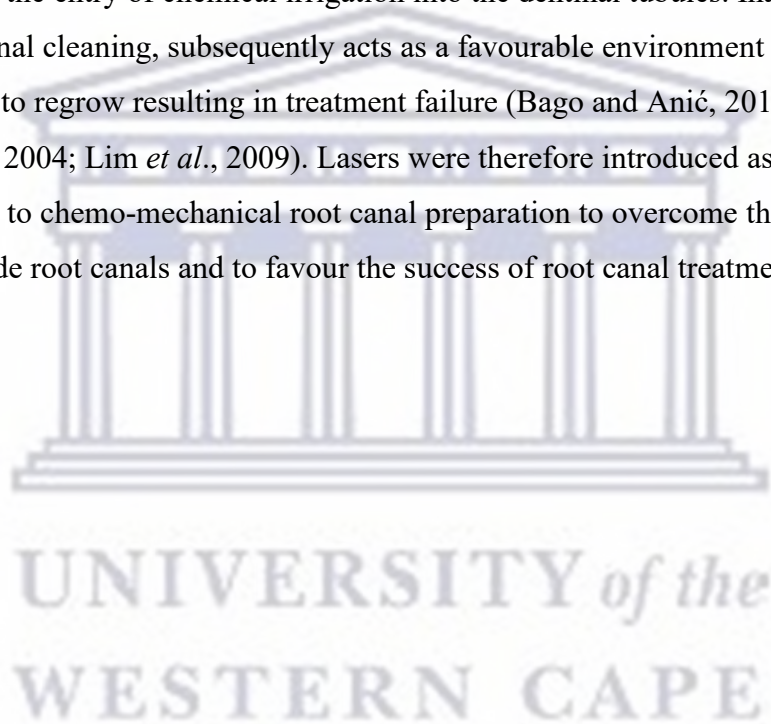 the entry of chemical irrigation into the dentinal tubules.
nal cleaning, subsequently acts as a favourable environment
to regrow resulting in treatment failure (Bago and Anić, 201
2004; Lim et al., 2009). Lasers were therefore introduced as
to chemo-mechanical root canal preparation to overcome th
de root canals and to favour the success of root canal treatme
UNIVERSITY of the
WESTERN CAPE